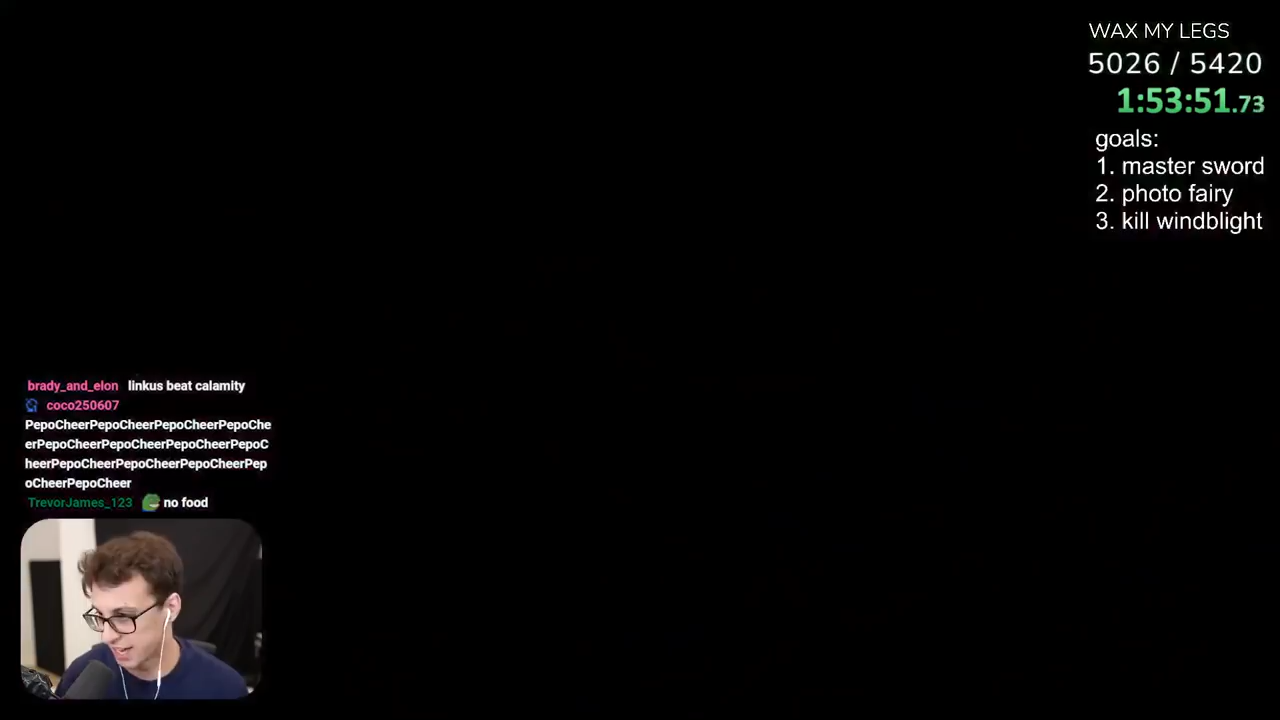 WAX MY LEGS
5026 / 5420
1:53:51.73
goals:
1. master sword
2. photo fairy
3. kill windblight
brady_and_elon linkus beat calamity
coco250607
PepoCheerPepoCheerPepoCheerPepoChe
erPepoCheerPepoCheerPepoCheerPepoC
heerPepoCheerPepoCheerPepoCheerPep
oCheerPepoCheer
TrevorJames_123 no food